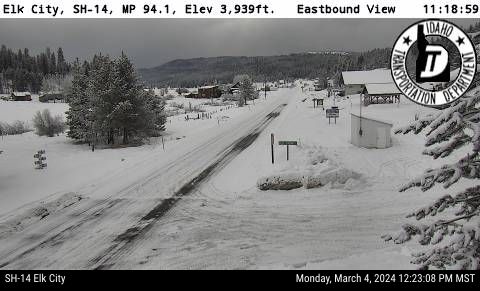 Elk City, SH-14, MP 94.1, Elev 3,939ft. Eastbound View 11:18:59
IDAHO
TRANSPORTATION DEPARTMENT
SH-14 Elk City Monday, March 4, 2024 12:23:08 PM MST